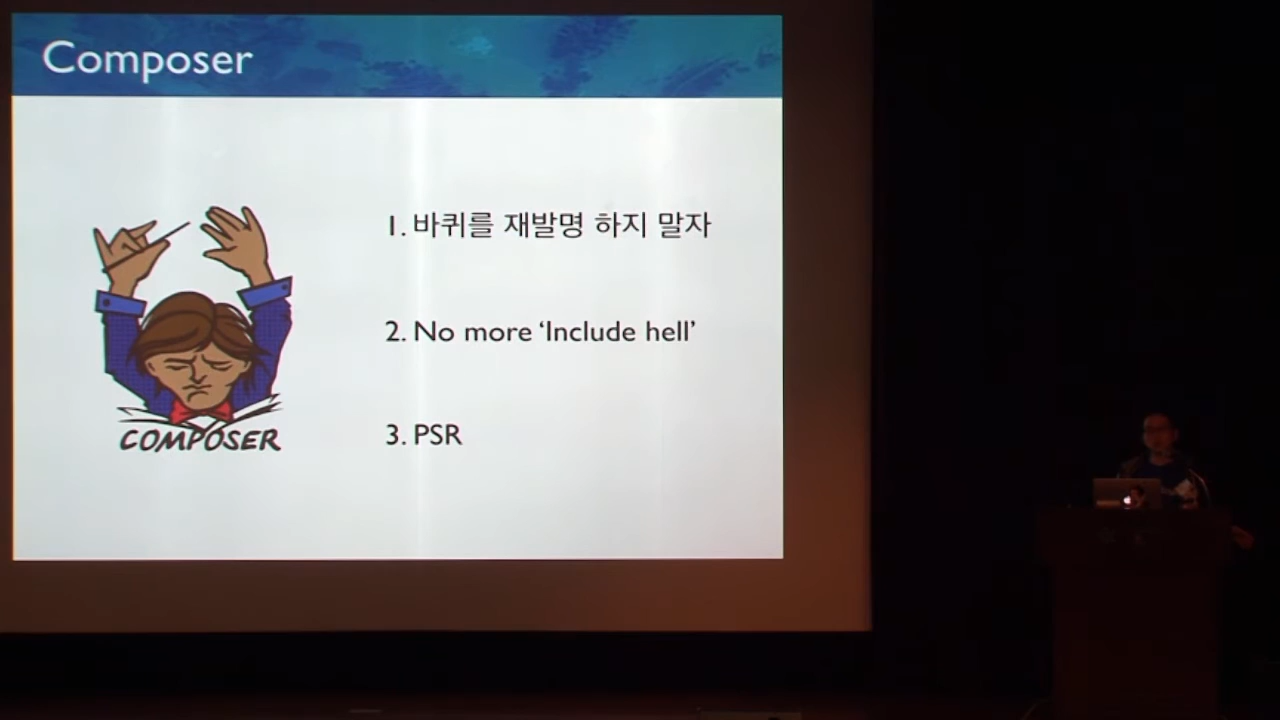 Composer
1. 바퀴를 재발명 하지 말자
2. No more ‘Include hell’
3. PSR
COMPOSER